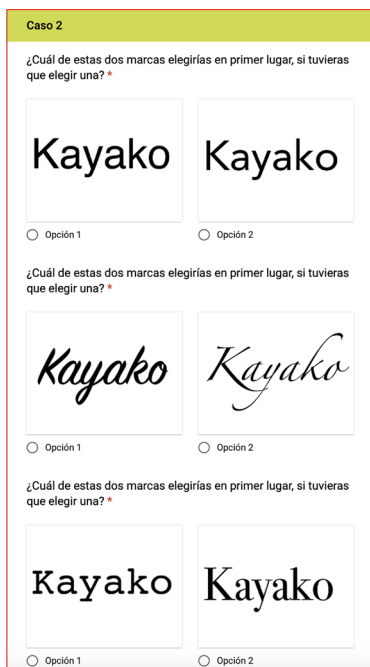 Caso 2
¿Cuál de estas dos marcas elegirías en primer lugar, si tuvieras
que elegir una? *
Kayako Kayako
Opción 1 Opción 2
¿Cuál de estas dos marcas elegirías en primer lugar, si tuvieras
que elegir una? *
Kayako Kayako
Opción 1 Opción 2
¿Cuál de estas dos marcas elegirías en primer lugar, si tuvieras
que elegir una? *
Kayako Kayako
Opción 1 Opción 2